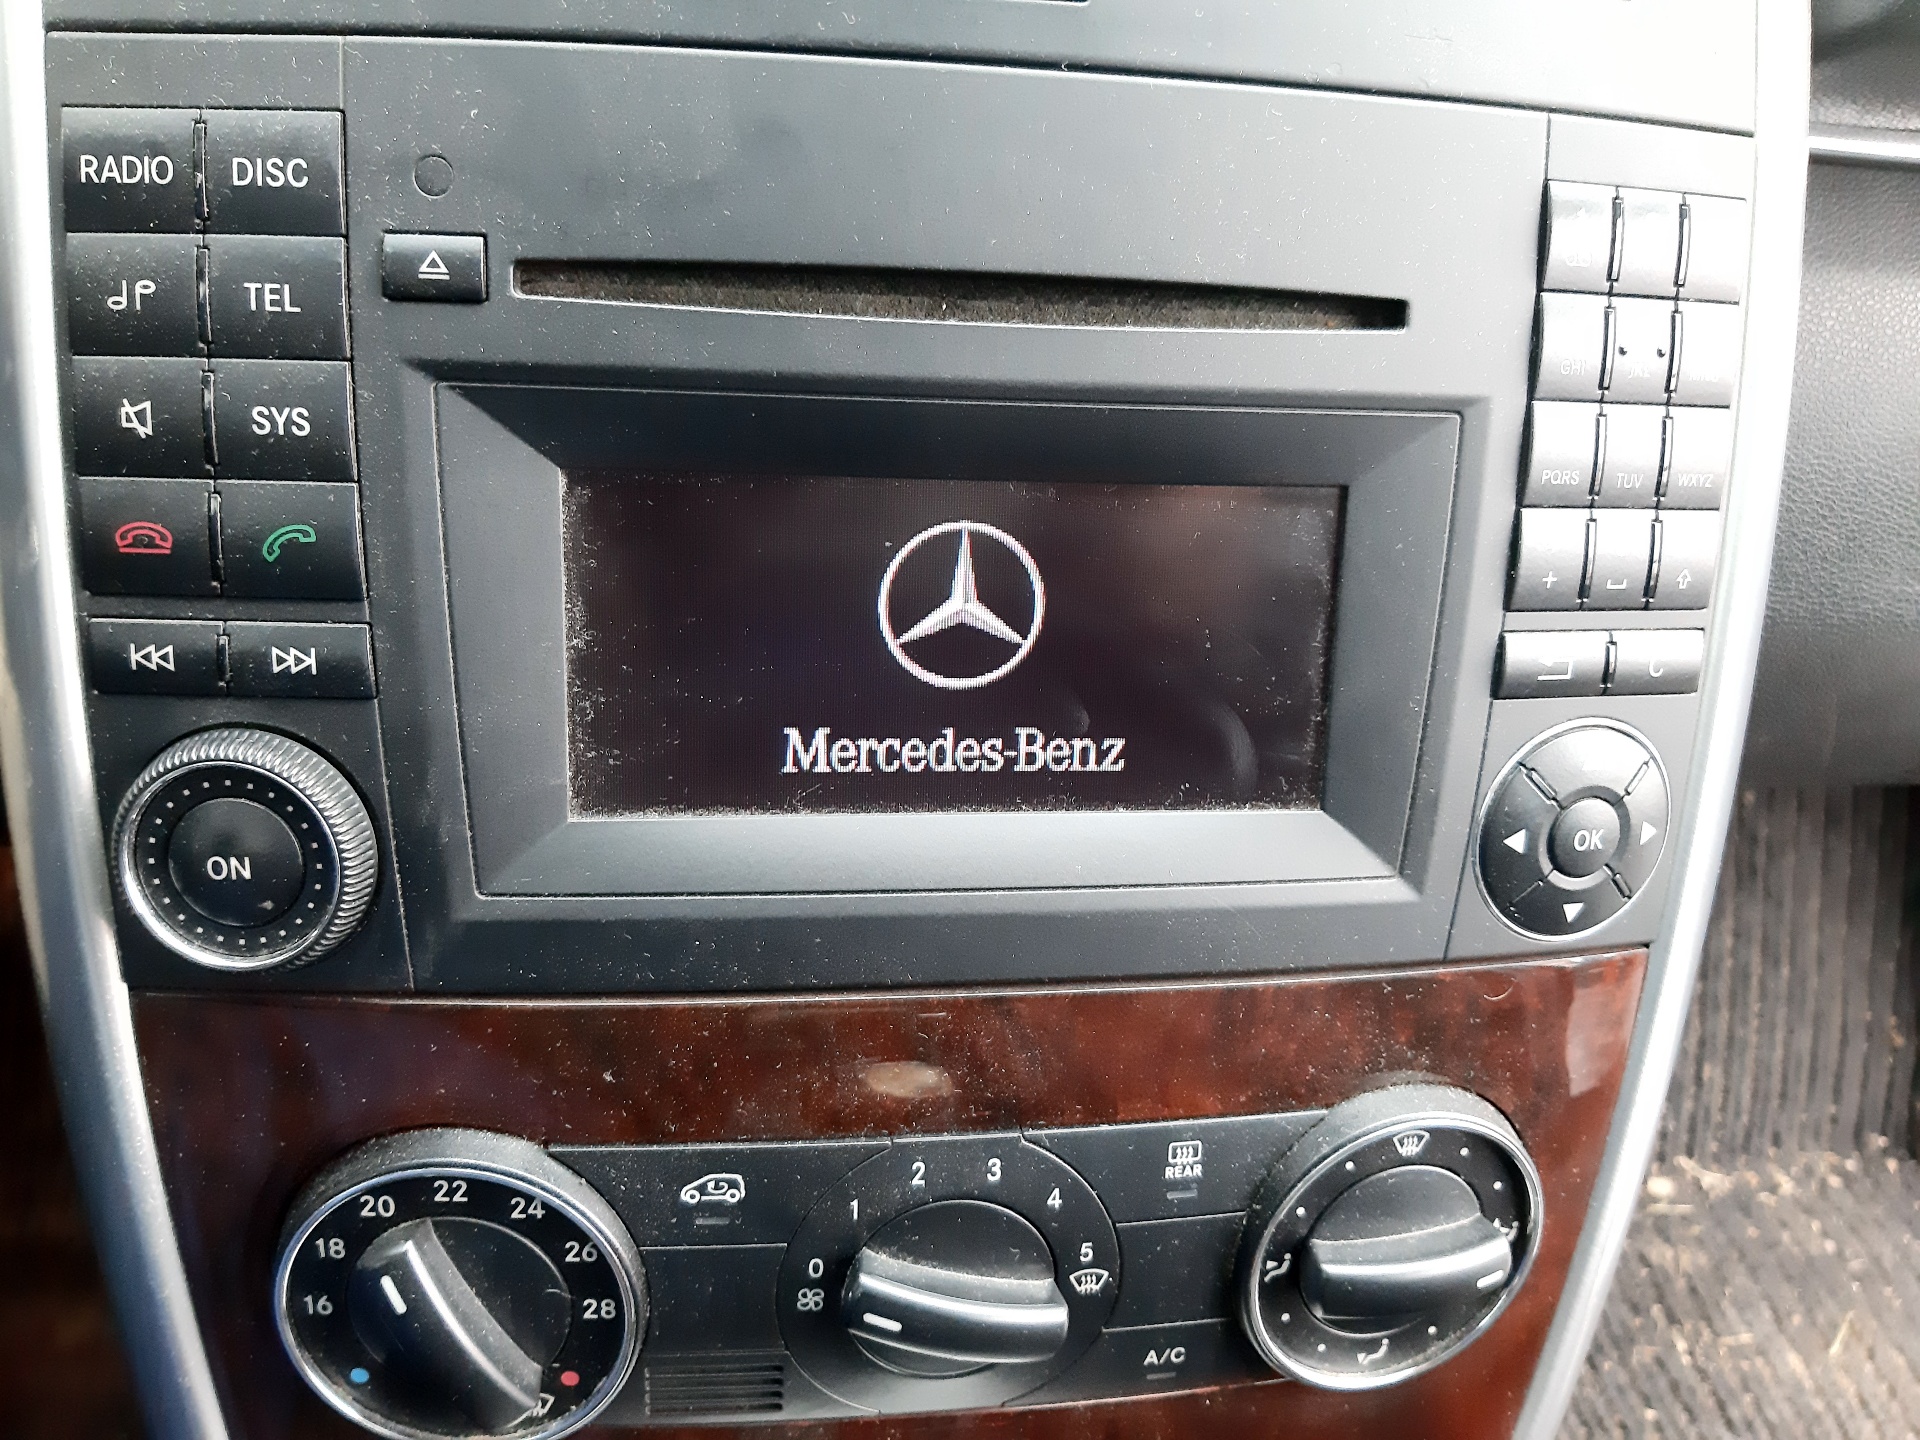 RADIO DISC
TEL
SYS
GHI
PQRS TUV WXYZ
+
C
ON
OK
Mercedes-Benz
16 18 20 22 24 26 28
0 1 2 3 4 5
REAR
A/C